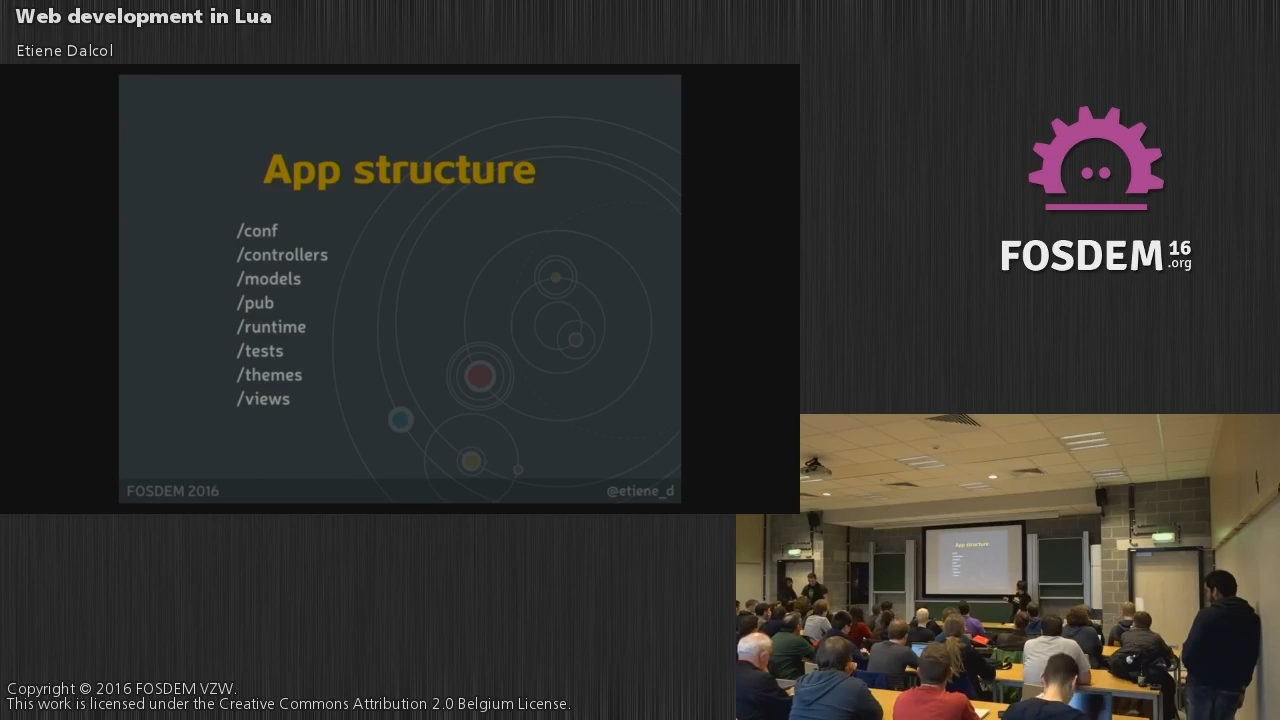 Web development in Lua
Etiene Dalcol
App structure
/conf
/controllers
/models
/pub
/runtime
/tests
/themes
/views
FOSDEM 2016
@etiene_d
FOSDEM 16
.org
App structure
Copyright © 2016 FOSDEM VZW.
This work is licensed under the Creative Commons Attribution 2.0 Belgium License.